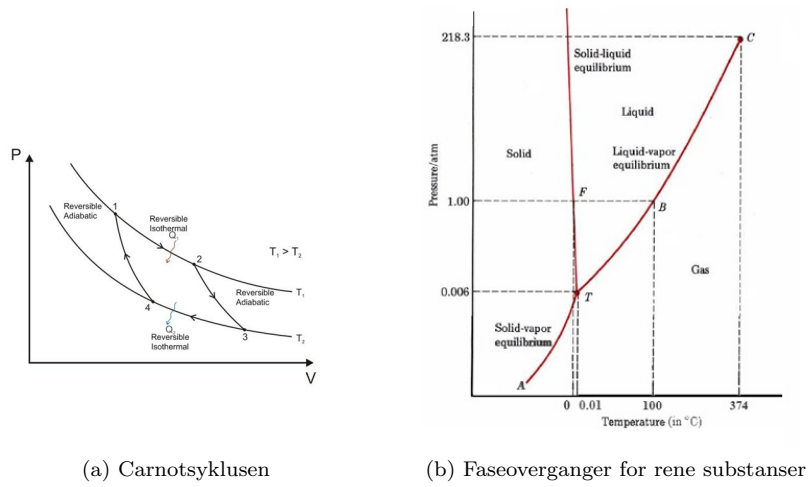 P
Reversible
Adiabatic
1
Reversible
Isothermal
Q₁
2
T₁ > T₂
Reversible
Adiabatic
T₁
4
Q₂
Reversible
Isothermal
3
T₂
V
(a) Carnotsyklusen
218.3
C
Solid-liquid
equilibrium
Liquid
Solid
Liquid-vapor
equilibrium
Pressure/atm
F
1.00
B
Gas
0.006
T
Solid-vapor
equilibrium
A
0 0.01 100 374
Temperature (in °C)
(b) Faseoverganger for rene substanser